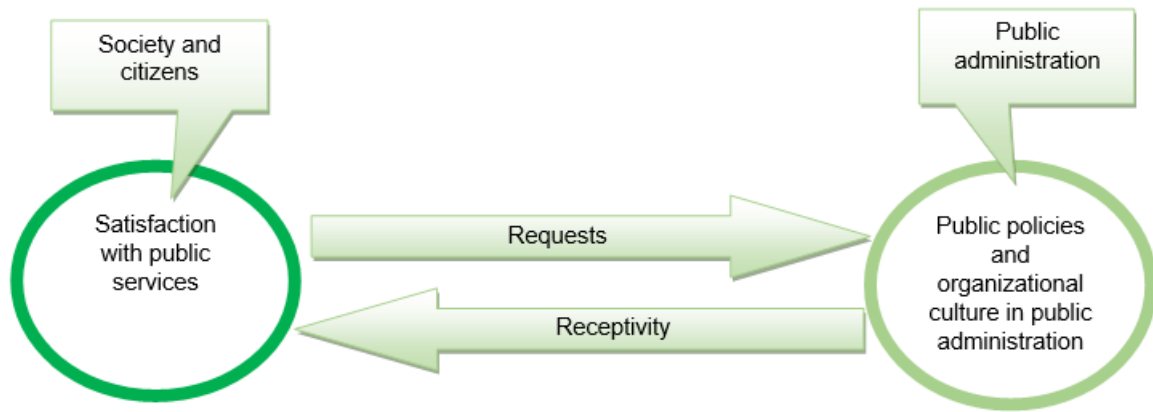 Society and
citizens
Public
administration
Satisfaction
with public
services
Requests
Receptivity
Public policies
and
organizational
culture in public
administration